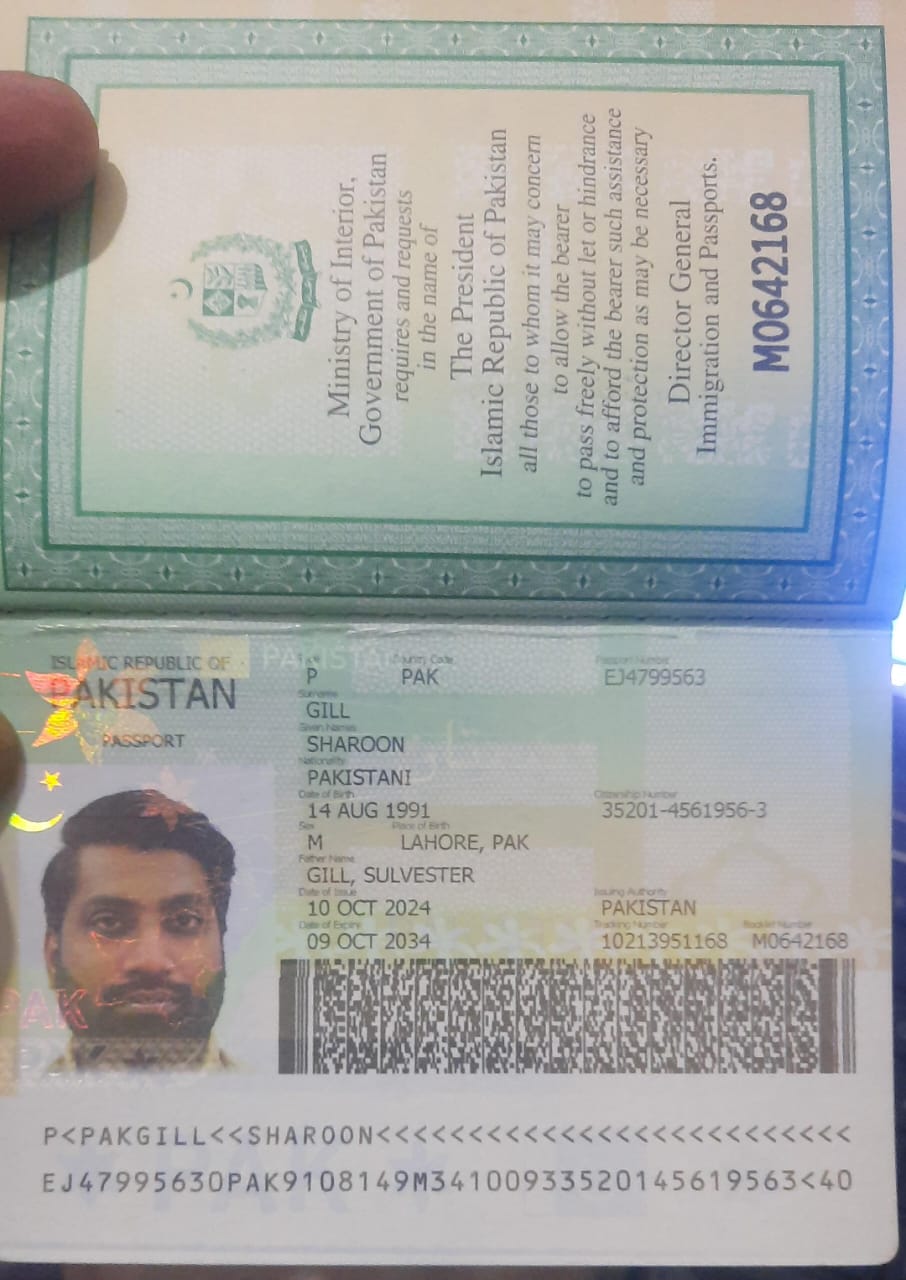 Ministry of Interior,
Government of Pakistan
requires and requests
in the name of
The President
Islamic Republic of Pakistan
all those to whom it may concern
to allow the bearer
to pass freely without let or hindrance
and to afford the bearer such assistance
and protection as may be necessary
Director General
Immigration and Passports.
M0642168
ISLAMIC REPUBLIC OF
PAKISTAN
PASSPORT
PAKISTAN
Type Country Code Passport Number
P PAK EJ4799563
Surname
GILL
Given Names
SHAROON
Nationality
PAKISTANI
Date of Birth Citizenship Number
14 AUG 1991 35201-4561956-3
Sex Place of Birth
M LAHORE, PAK
Father Name
GILL, SULVESTER
Date of Issue Issuing Authority
10 OCT 2024 PAKISTAN
Date of Expiry Tracking Number Booklet Number
09 OCT 2034 10213951168 M0642168
PAK
P<PAKGILL<<SHAROON<<<<<<<<<<<<<<<<<<<<<<<<<<
EJ47995630PAK9108149M34100933520145619563<40
PAK